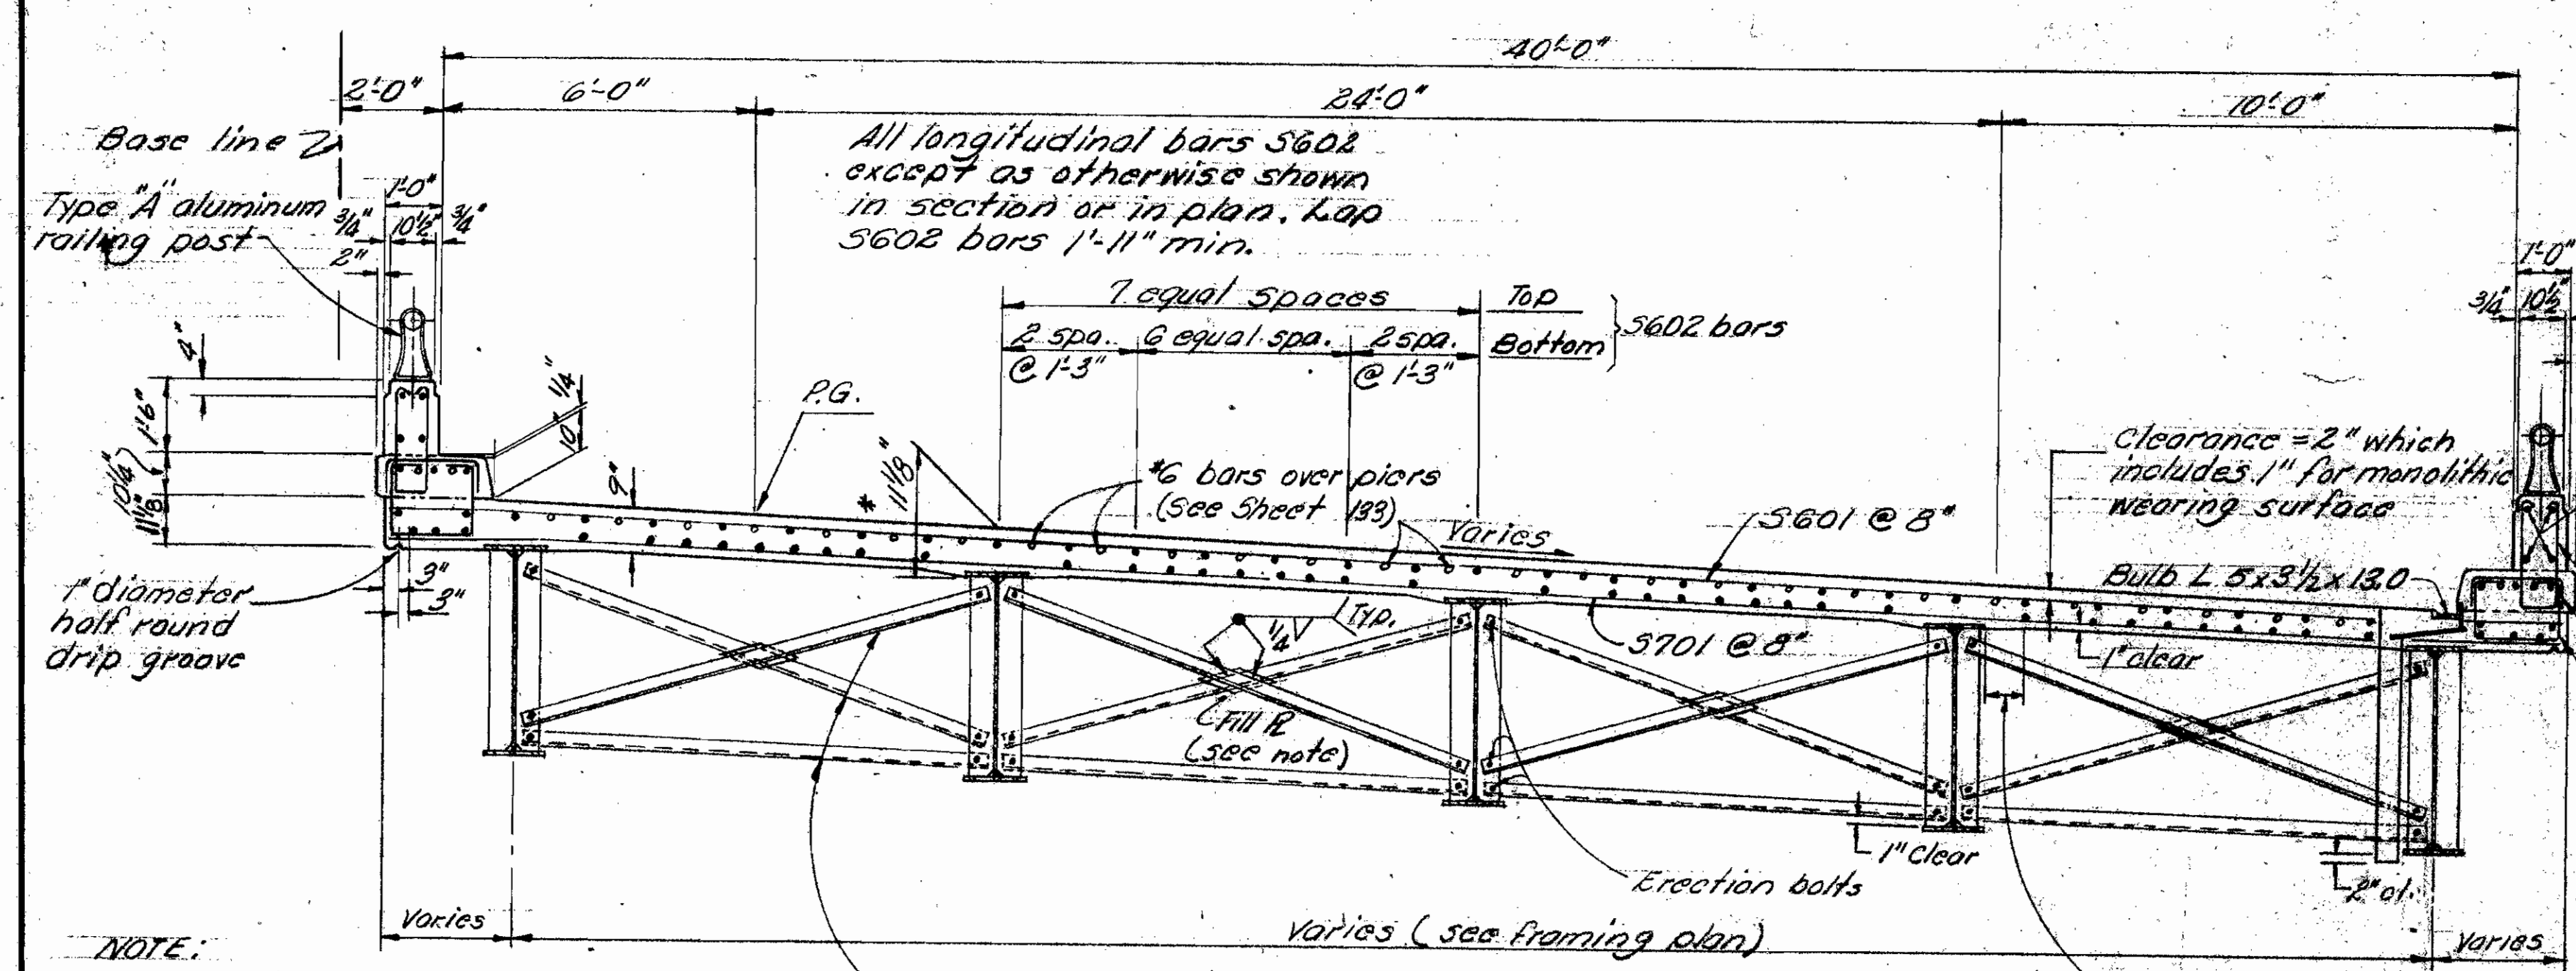 40'-0"
2'-0"
6'-0"
24'-0"
10'-0"
Base line
All longitudinal bars S602
except as otherwise shown
in section or in plan. Lap
S602 bars 1'-11" min.
Type "A" aluminum
railing post
1'-0"
3/4" 10½" 3/4"
2"
7 equal spaces Top
2 spa. 6 equal spa. 2 spa. Bottom
@ 1'-3" @ 1'-3"
S602 bars
1'-0"
3/4" 10½"
4"
1'-6"
10¼"
11⅛"
10" 1/4"
P.G.
9"
* 11⅛"
*6 bars over piers
(See Sheet 133)
Varies
S601 @ 8"
Clearance = 2" which
includes 1" for monolithic
wearing surface
Bulb L 5x3½x13.0
1" diameter
half round
drip groove
3"
3"
1/4 Typ.
S701 @ 8"
1" clear
Fill PL
(see note)
1" Clear
Erection bolts
2" cl.
Varies
Varies (see framing plan)
Varies
NOTE: